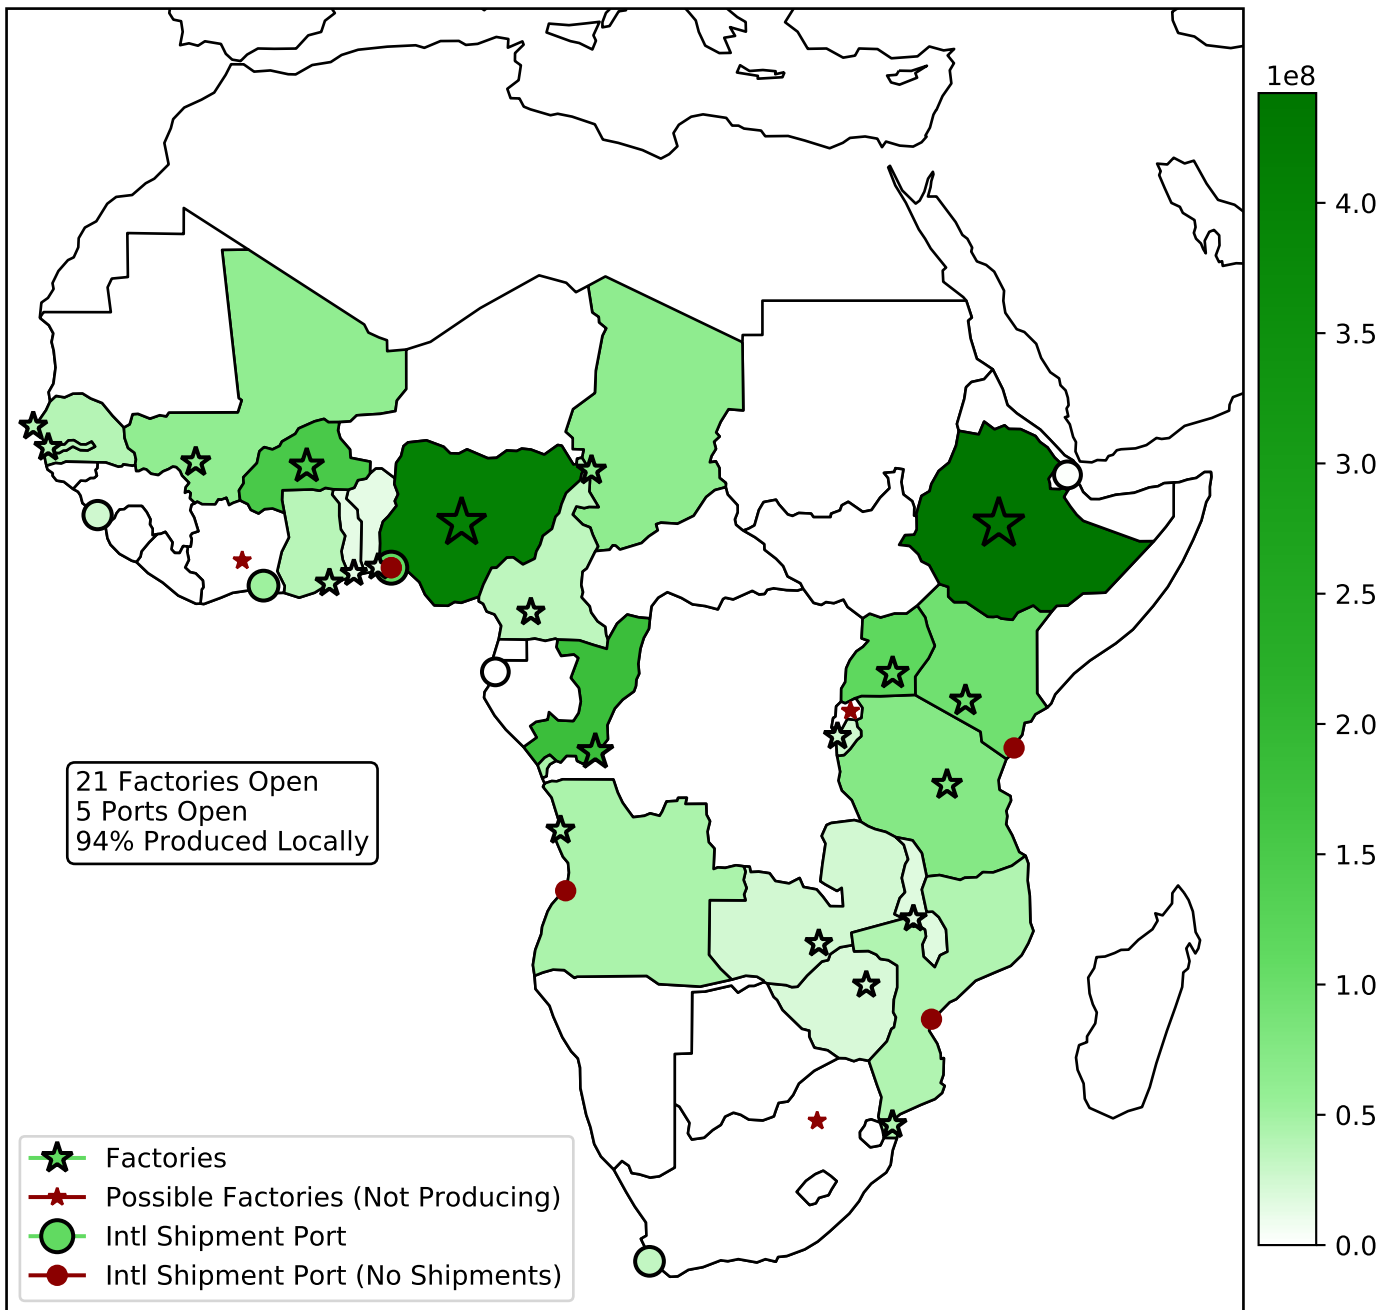 1e8
4.0
3.5
3.0
2.5
2.0
1.5
1.0
0.5
0.0
21 Factories Open
5 Ports Open
94% Produced Locally
Factories
Possible Factories (Not Producing)
Intl Shipment Port
Intl Shipment Port (No Shipments)